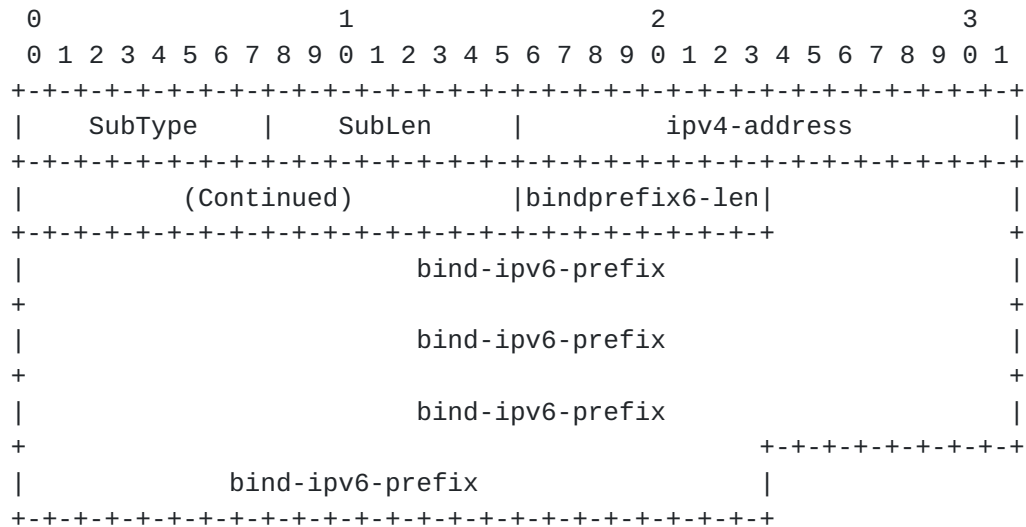 0                   1                   2                   3
 0 1 2 3 4 5 6 7 8 9 0 1 2 3 4 5 6 7 8 9 0 1 2 3 4 5 6 7 8 9 0 1
+-+-+-+-+-+-+-+-+-+-+-+-+-+-+-+-+-+-+-+-+-+-+-+-+-+-+-+-+-+-+-+-+
|    SubType    |    SubLen     |         ipv4-address          |
+-+-+-+-+-+-+-+-+-+-+-+-+-+-+-+-+-+-+-+-+-+-+-+-+-+-+-+-+-+-+-+-+
|          (Continued)          |bindprefix6-len|               |
+-+-+-+-+-+-+-+-+-+-+-+-+-+-+-+-+-+-+-+-+-+-+-+-+               +
|                         bind-ipv6-prefix                      |
+                                                               +
|                         bind-ipv6-prefix                      |
+                                                               +
|                         bind-ipv6-prefix                      |
+                                               +-+-+-+-+-+-+-+-+
|             bind-ipv6-prefix                  |
+-+-+-+-+-+-+-+-+-+-+-+-+-+-+-+-+-+-+-+-+-+-+-+-+